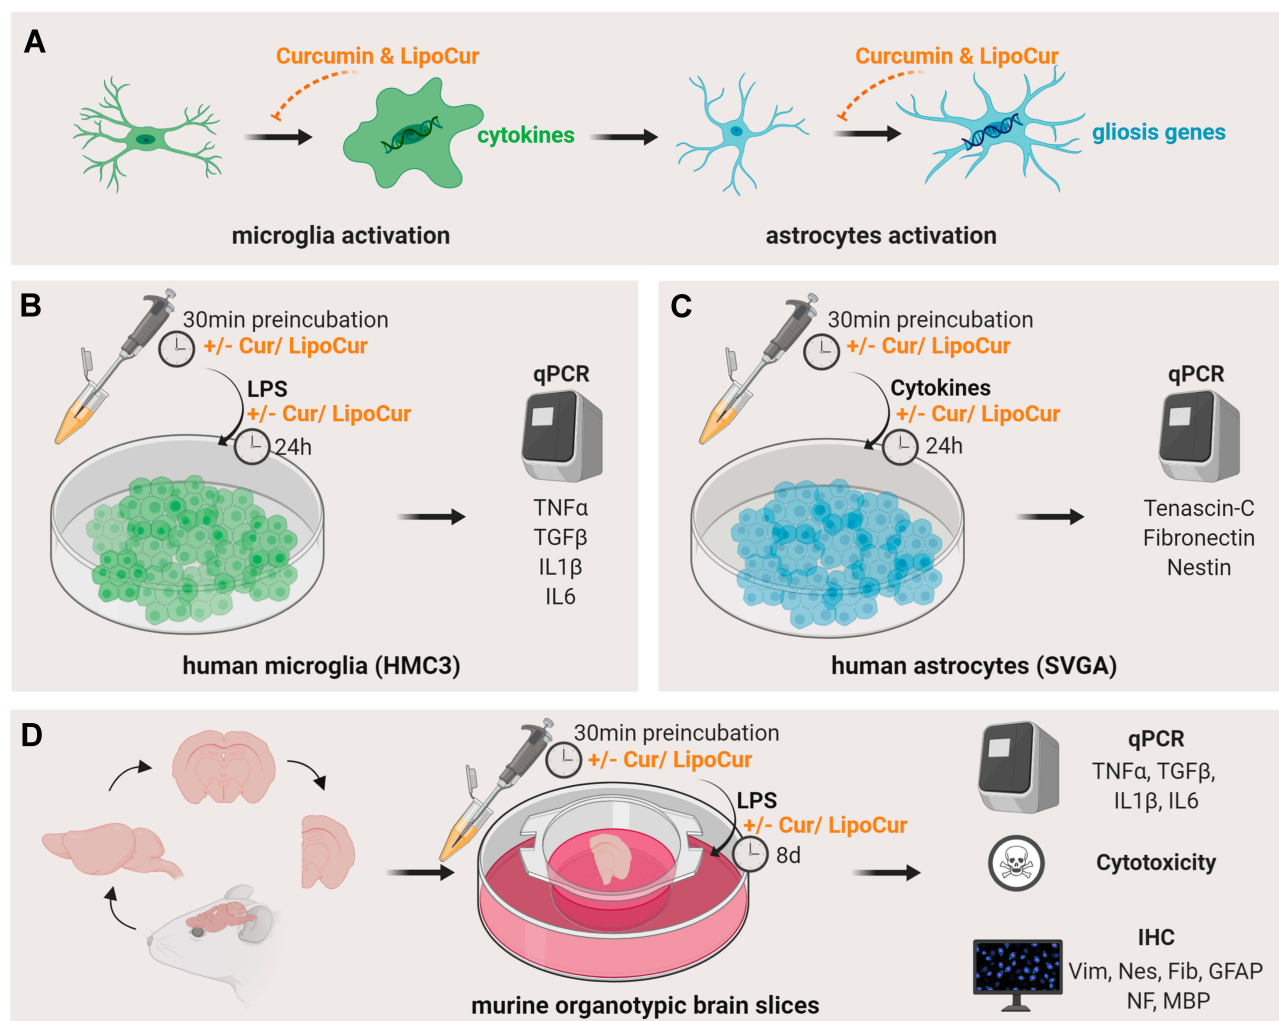 A
Curcumin & LipoCur
Curcumin & LipoCur
cytokines
gliosis genes
microglia activation
astrocytes activation
B
30min preincubation
+/- Cur/ LipoCur
LPS
+/- Cur/ LipoCur
24h
qPCR
TNFα
TGFβ
IL1β
IL6
human microglia (HMC3)
C
30min preincubation
+/- Cur/ LipoCur
Cytokines
+/- Cur/ LipoCur
24h
qPCR
Tenascin-C
Fibronectin
Nestin
human astrocytes (SVGA)
D
30min preincubation
+/- Cur/ LipoCur
LPS
+/- Cur/ LipoCur
8d
murine organotypic brain slices
qPCR
TNFα, TGFβ,
IL1β, IL6
Cytotoxicity
IHC
Vim, Nes, Fib, GFAP
NF, MBP